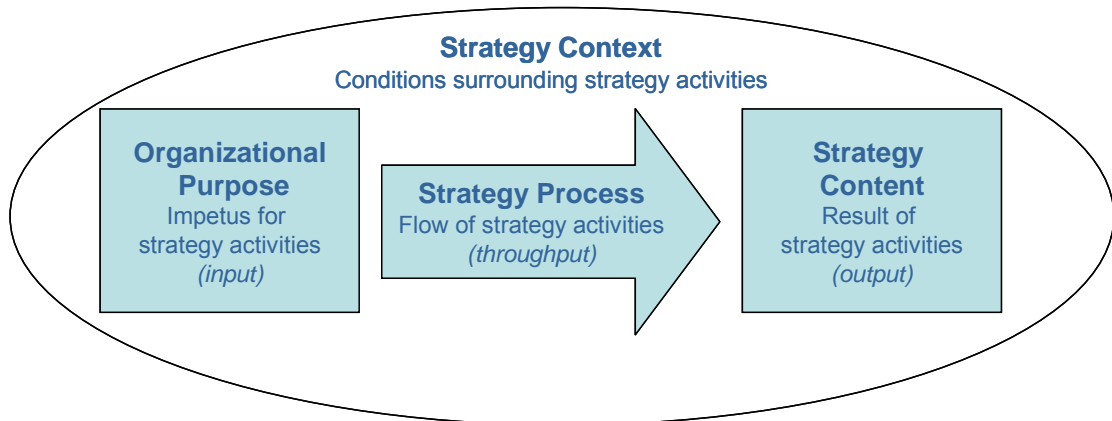 Strategy Context
Conditions surrounding strategy activities
Organizational
Purpose
Impetus for
strategy activities
(input)
Strategy Process
Flow of strategy activities
(throughput)
Strategy
Content
Result of
strategy activities
(output)